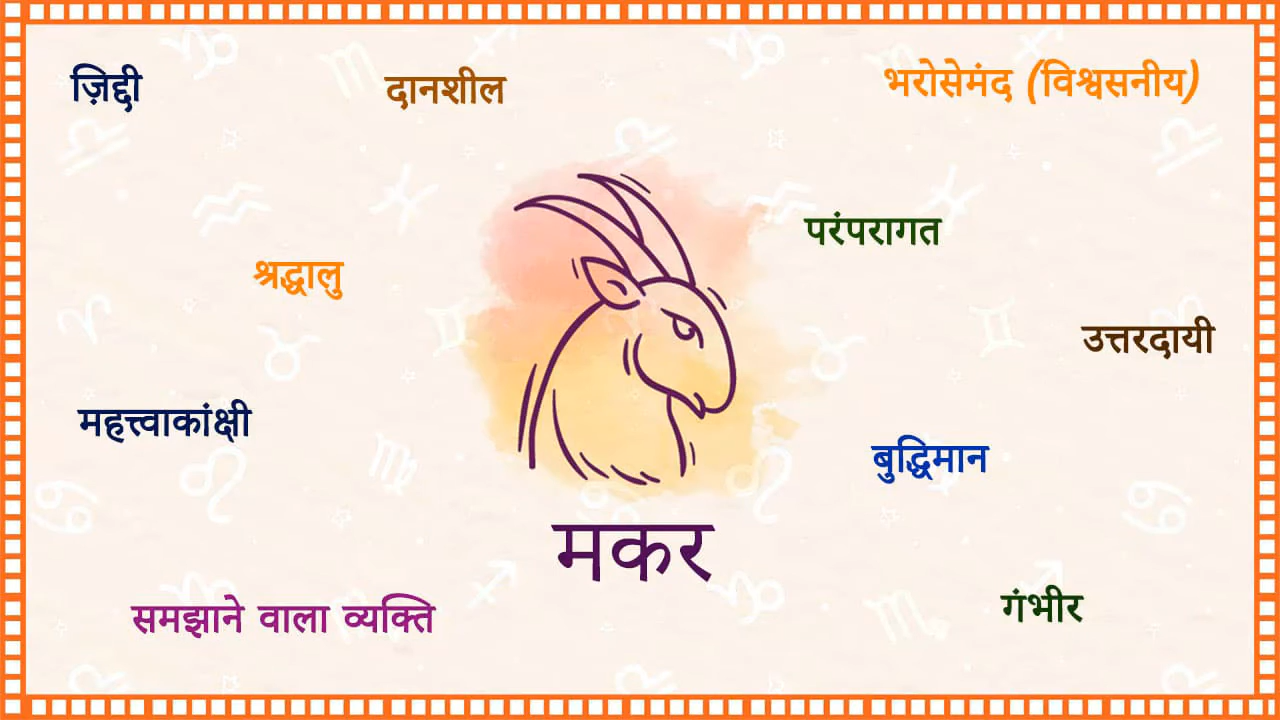 ज़िद्दी
दानशील
भरोसेमंद (विश्वसनीय)
परंपरागत
श्रद्धालु
उत्तरदायी
महत्त्वाकांक्षी
बुद्धिमान
मकर
समझाने वाला व्यक्ति
गंभीर